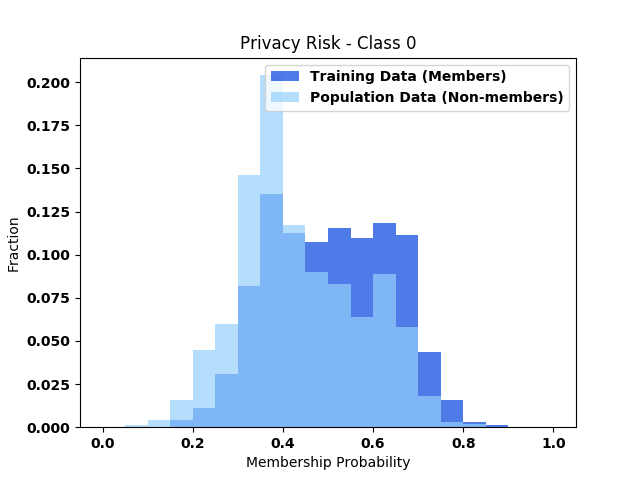 Privacy Risk - Class 0
Training Data (Members)
Population Data (Non-members)
0.200
0.175
0.150
0.125
0.100
0.075
0.050
0.025
0.000
Fraction
0.0 0.2 0.4 0.6 0.8 1.0
Membership Probability